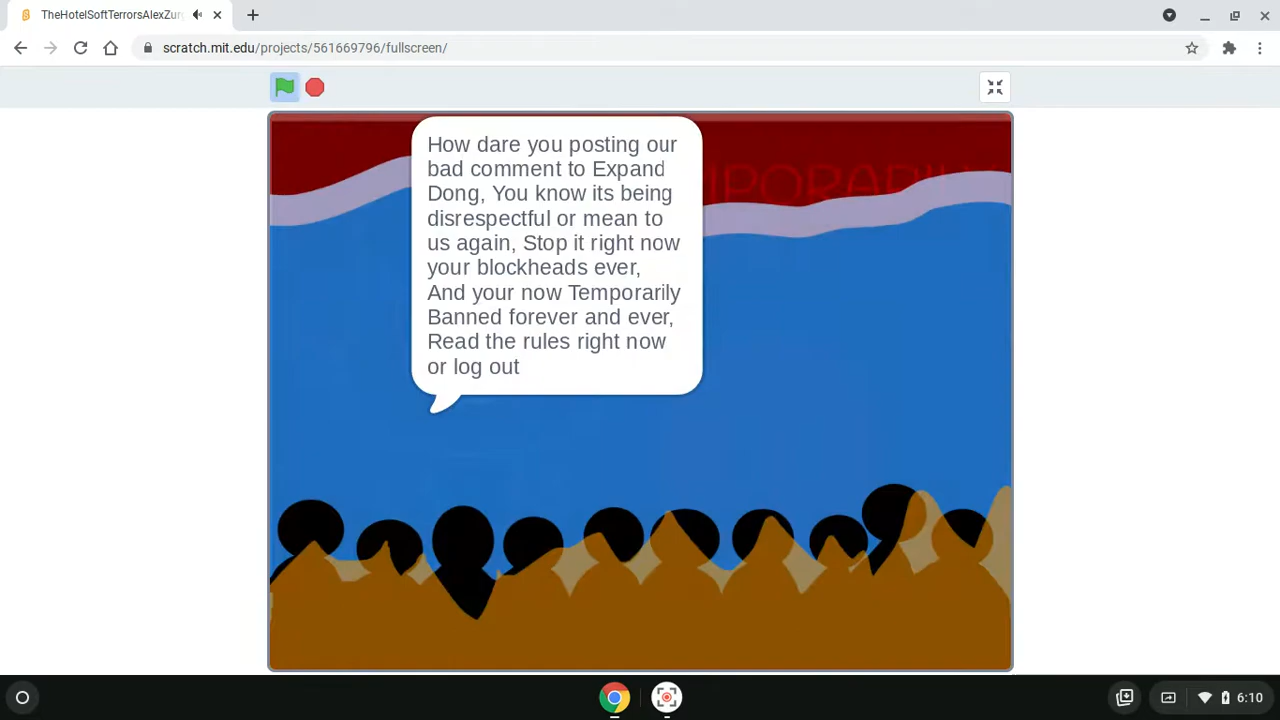 TheHotelSoftTerrorsAlexZur
scratch.mit.edu/projects/561669796/fullscreen/
How dare you posting our
bad comment to Expand
Dong, You know its being
disrespectful or mean to
us again, Stop it right now
your blockheads ever,
And your now Temporarily
Banned forever and ever,
Read the rules right now
or log out
6:10